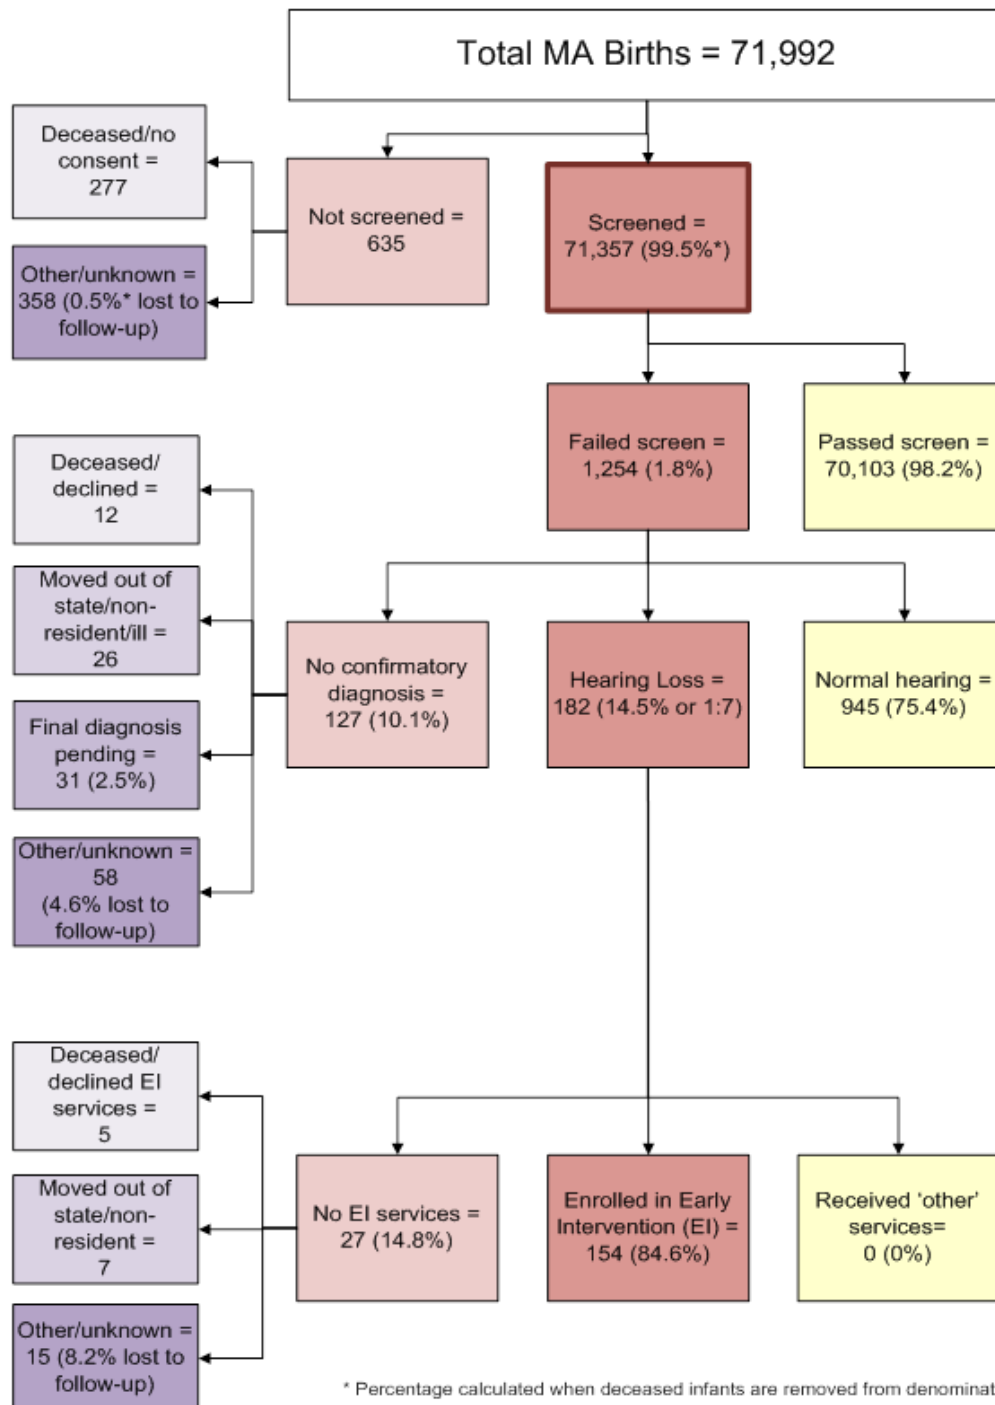 Total MA Births = 71,992
Deceased/no
consent =
277
Not screened =
635
Screened =
71,357 (99.5%*)
Other/unknown =
358 (0.5%* lost to
follow-up)
Failed screen =
1,254 (1.8%)
Passed screen =
70,103 (98.2%)
Deceased/
declined =
12
Moved out of
state/non-
resident/ill =
26
No confirmatory
diagnosis =
127 (10.1%)
Hearing Loss =
182 (14.5% or 1:7)
Normal hearing =
945 (75.4%)
Final diagnosis
pending =
31 (2.5%)
Other/unknown =
58
(4.6% lost to
follow-up)
Deceased/
declined EI
services =
5
Moved out of
state/non-
resident =
7
No EI services =
27 (14.8%)
Enrolled in Early
Intervention (EI) =
154 (84.6%)
Received ‘other’
services=
0 (0%)
Other/unknown =
15 (8.2% lost to
follow-up)
* Percentage calculated when deceased infants are removed from denominat